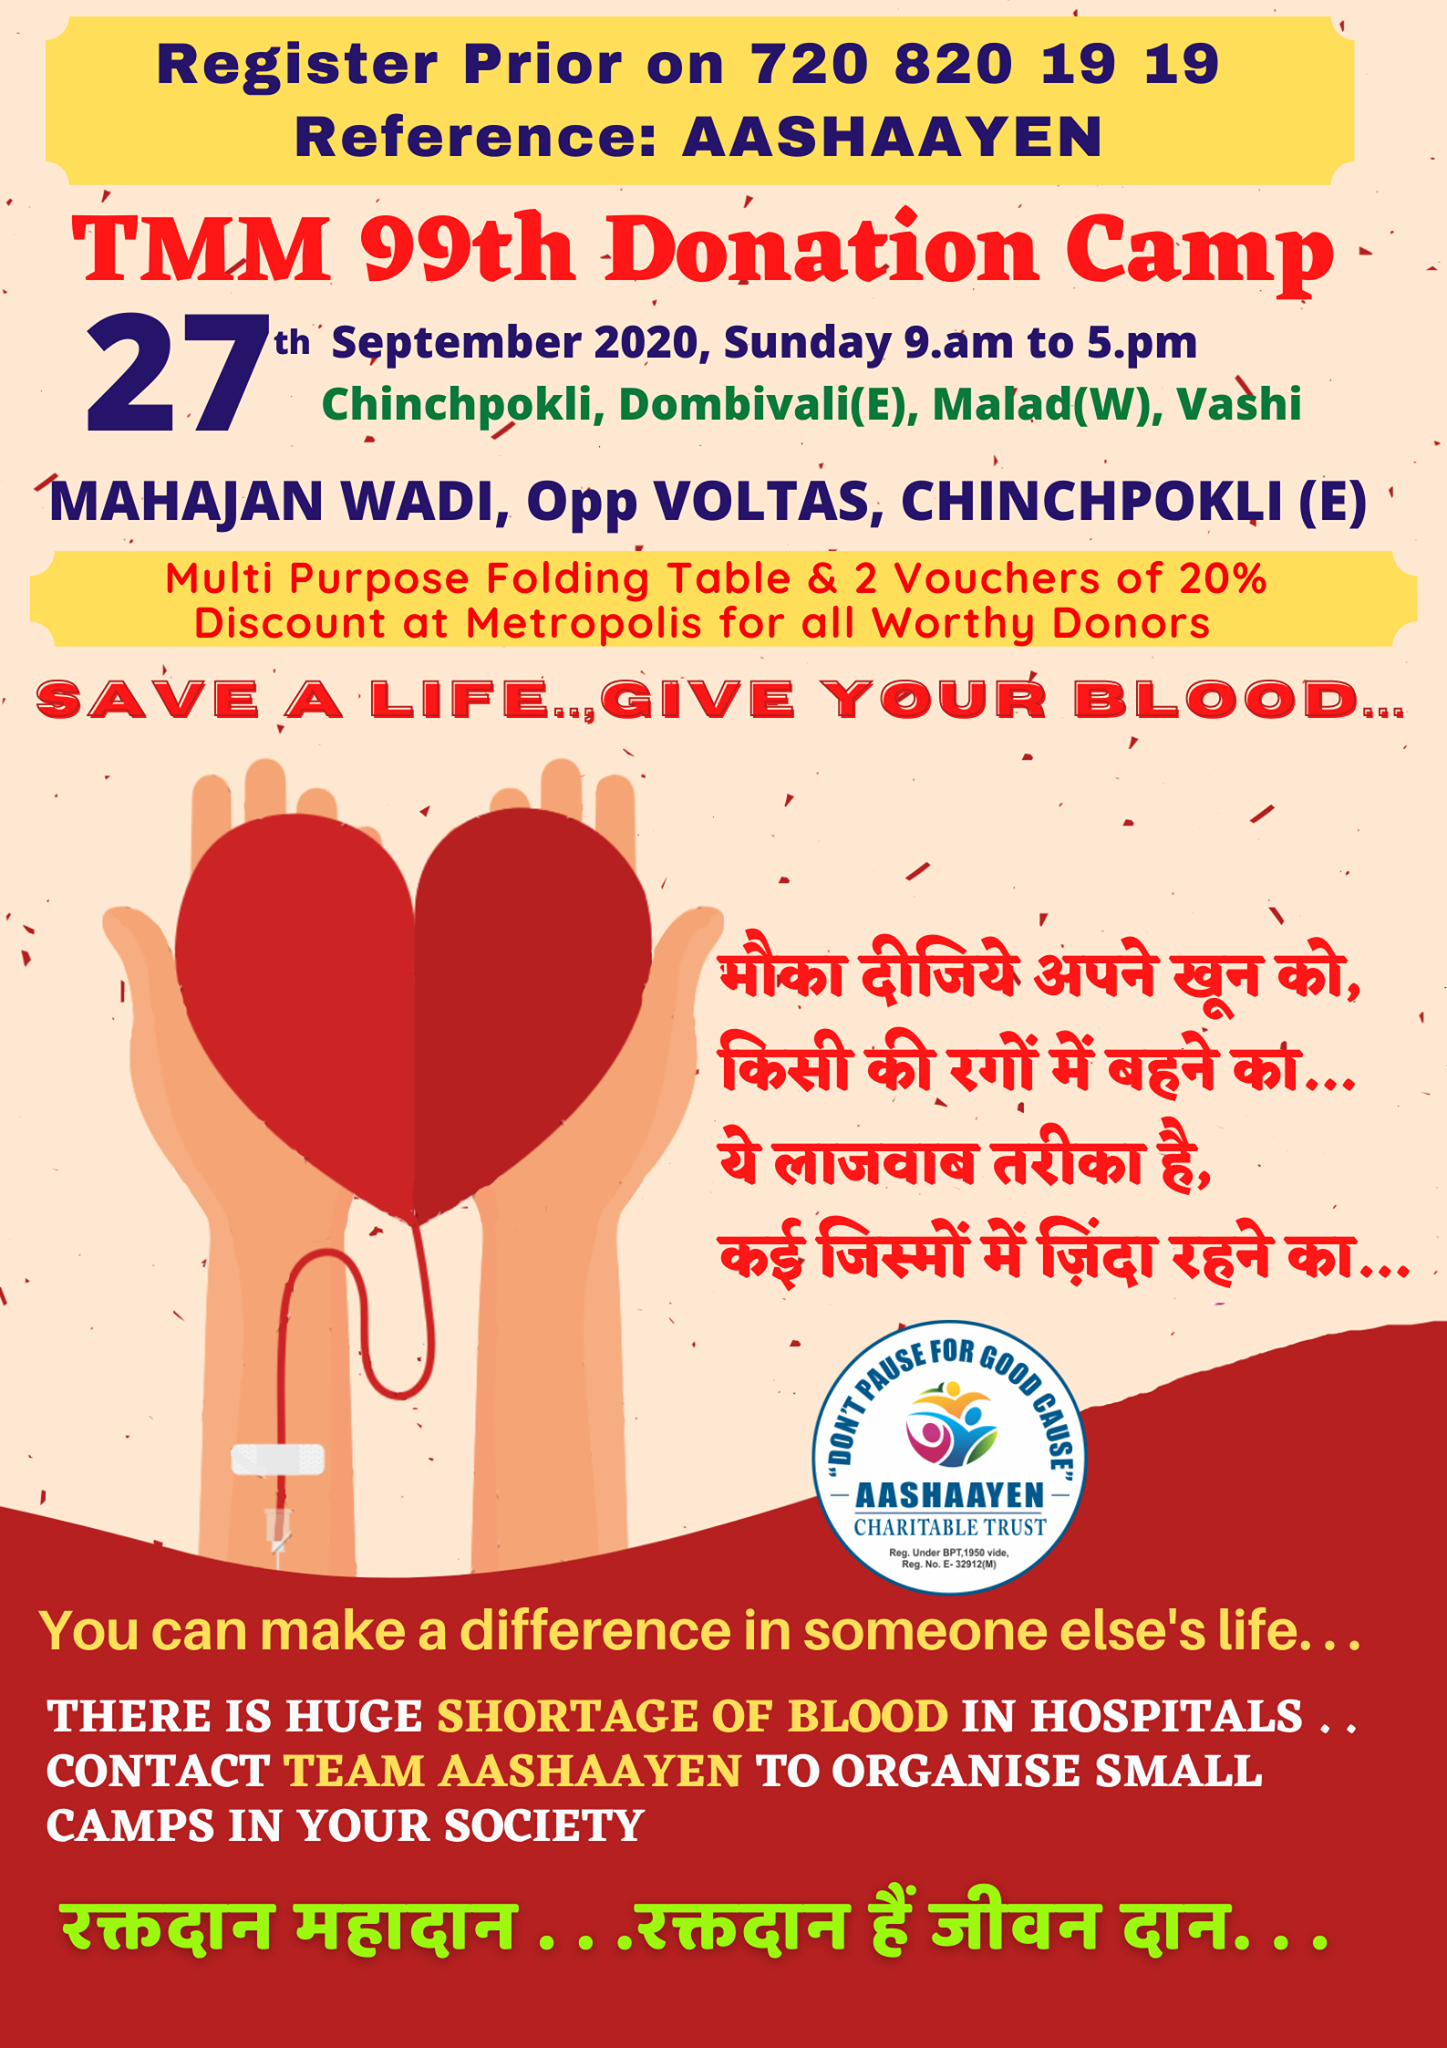 Register Prior on 720 820 19 19
Reference: AASHAAYEN
TMM 99th Donation Camp
27th September 2020, Sunday 9.am to 5.pm
Chinchpokli, Dombivali(E), Malad(W), Vashi
MAHAJAN WADI, Opp VOLTAS, CHINCHPOKLI (E)
Multi Purpose Folding Table & 2 Vouchers of 20%
Discount at Metropolis for all Worthy Donors
SAVE A LIFE..,GIVE YOUR BLOOD...
मौका दीजिये अपने खून को,
किसी की रगों में बहने का...
ये लाजवाब तरीका है,
कई जिस्मों में ज़िंदा रहने का...
"DON'T PAUSE FOR GOOD CAUSE"
AASHAAYEN
CHARITABLE TRUST
Reg. Under BPT,1950 vide,
Reg. No. E- 32912(M)
You can make a difference in someone else's life. . .
THERE IS HUGE SHORTAGE OF BLOOD IN HOSPITALS . .
CONTACT TEAM AASHAAYEN TO ORGANISE SMALL
CAMPS IN YOUR SOCIETY
रक्तदान महादान . . .रक्तदान हैं जीवन दान. . .